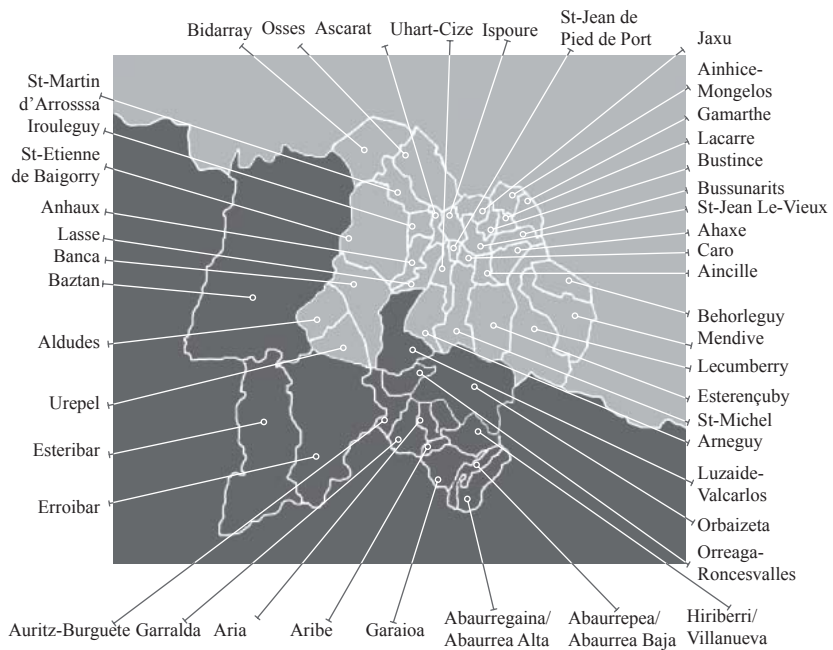 Bidarray
Osses
Ascarat
Uhart-Cize
Ispoure
St-Jean de
Pied de Port
Jaxu
Ainhice-
Mongelos
Gamarthe
Lacarre
Bustince
Bussunarits
St-Jean Le-Vieux
Ahaxe
Caro
Aincille
Behorleguy
Mendive
Lecumberry
Esterençuby
St-Michel
Arneguy
Luzaide-
Valcarlos
Orbaizeta
Orreaga-
Roncesvalles
Hiriberri/
Villanueva
St-Martin
d'Arrosssa
Irouleguy
St-Etienne
de Baigorry
Anhaux
Lasse
Banca
Baztan
Aldudes
Urepel
Esteribar
Erroibar
Auritz-Burguete
Garralda
Aria
Aribe
Garaioa
Abaurregaina/
Abaurrea Alta
Abaurrepea/
Abaurrea Baja